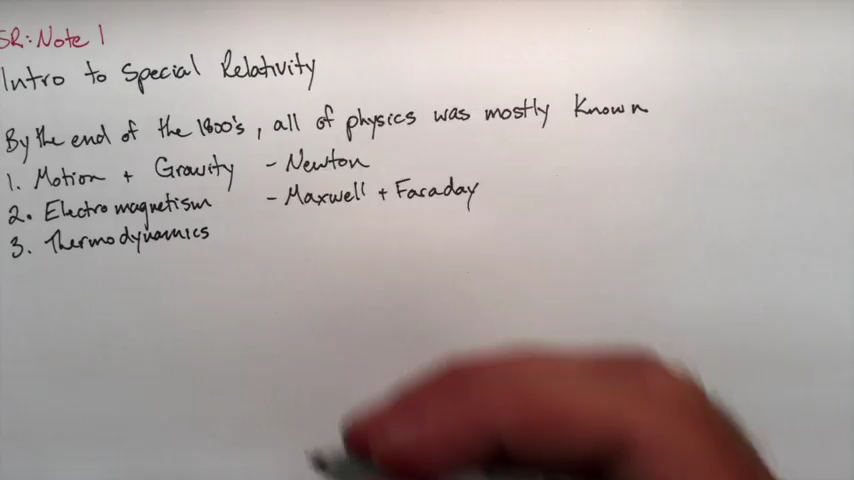 SR: Note 1
Intro to Special Relativity
By the end of the 1800's, all of physics was mostly Known
1. Motion + Gravity - Newton
2. Electromagnetism - Maxwell + Faraday
3. Thermodynamics